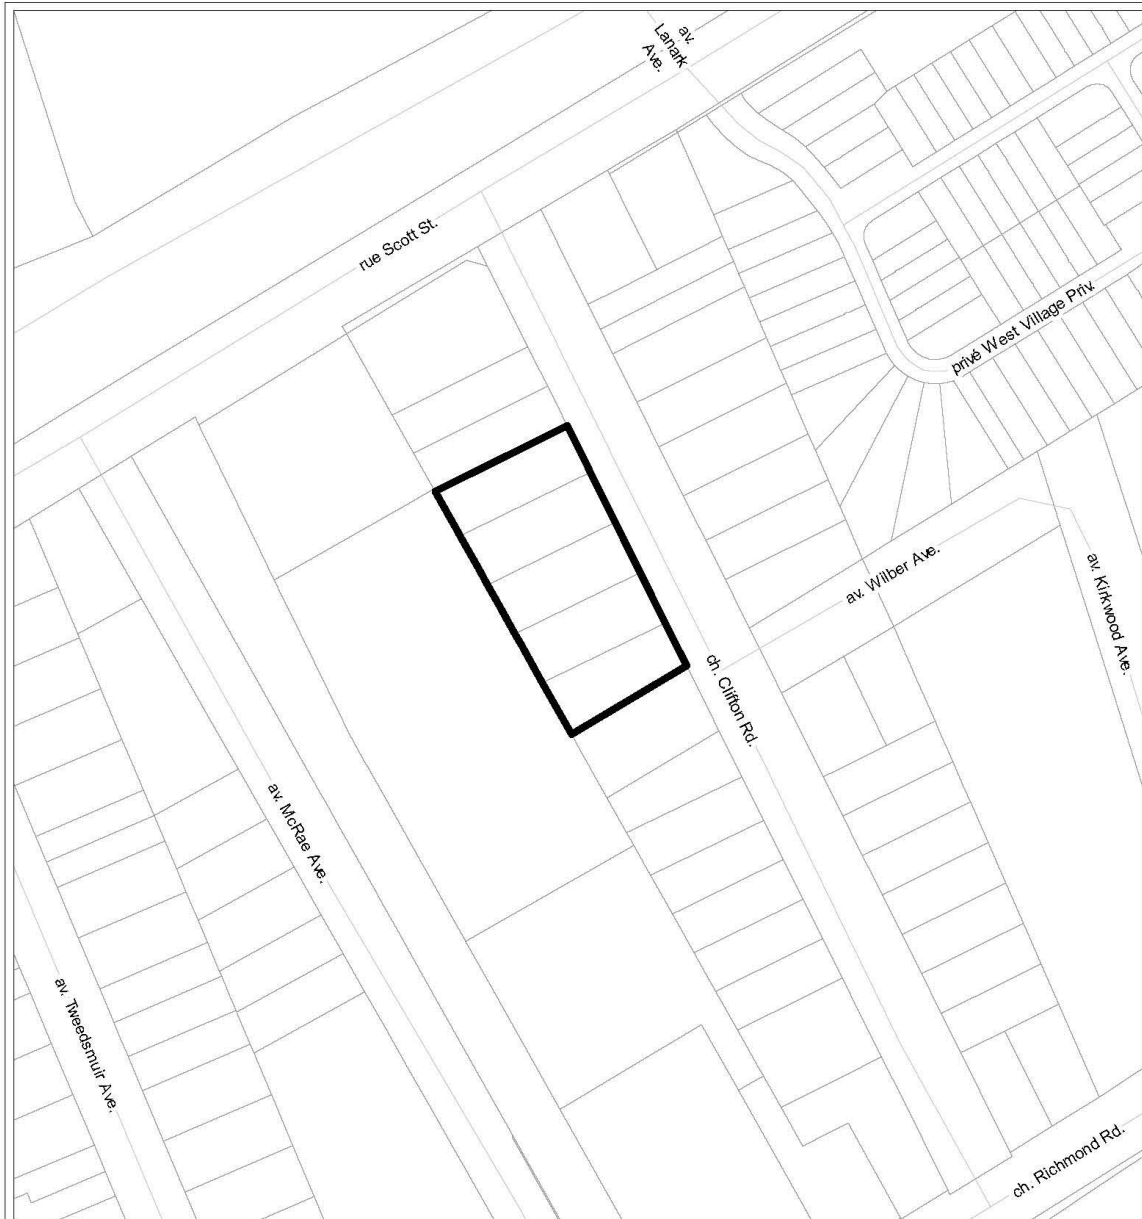 av.
Lanark
Ave.
rue Scott St.
privé West Village Priv.
av. Wilber Ave.
av. Kirkwood Ave.
ch. Clifton Rd.
av. McRae Ave.
av. Tweedsmuir Ave.
ch. Richmond Rd.